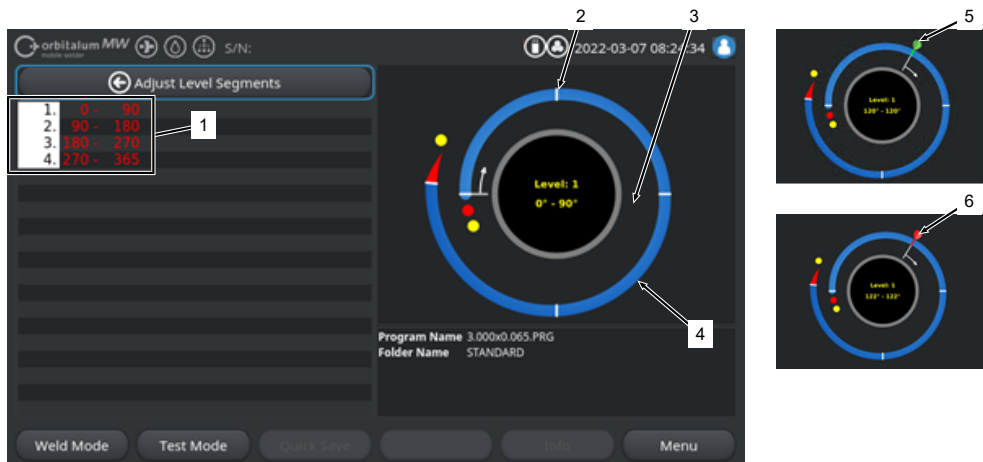 2
3
5
orbitalum MW
mobile welder
S/N:
2022-03-07 08:24:34
Adjust Level Segments
1. 0 - 90
2. 90 - 180
3. 180 - 270
4. 270 - 365
1
Level: 1
0° - 90°
4
Program Name 3.000x0.065.PRG
Folder Name STANDARD
Weld Mode
Test Mode
Quick Save
Info
Menu
Level: 1
120° - 120°
6
Level: 1
122° - 122°